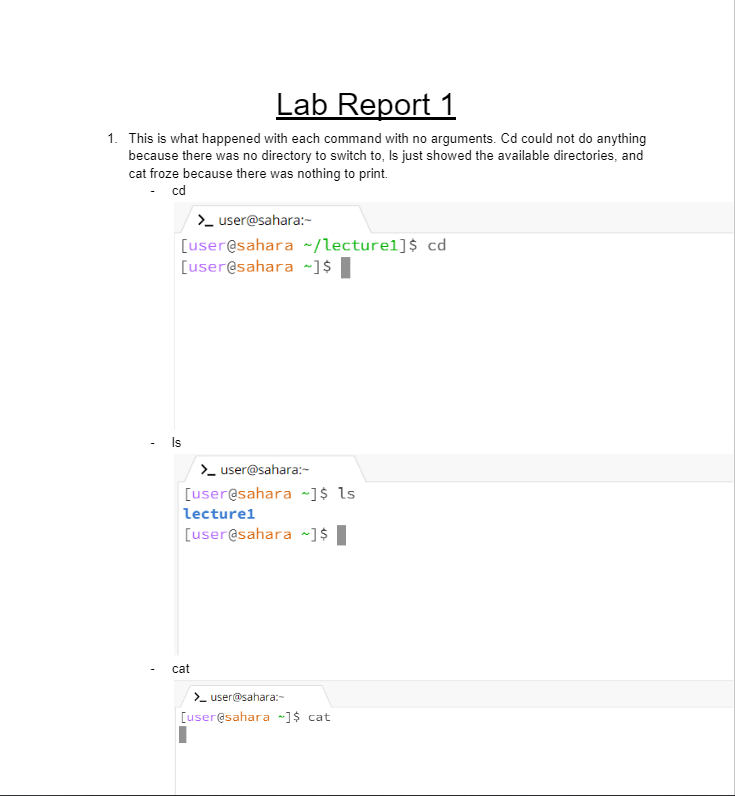 Lab Report 1
1. This is what happened with each command with no arguments. Cd could not do anything
because there was no directory to switch to, ls just showed the available directories, and
cat froze because there was nothing to print.
- cd
>_ user@sahara:~
[user@sahara ~/lecture1]$ cd
[user@sahara ~]$
- ls
>_ user@sahara:~
[user@sahara ~]$ ls
lecture1
[user@sahara ~]$
- cat
>_ user@sahara:~
[user@sahara ~]$ cat